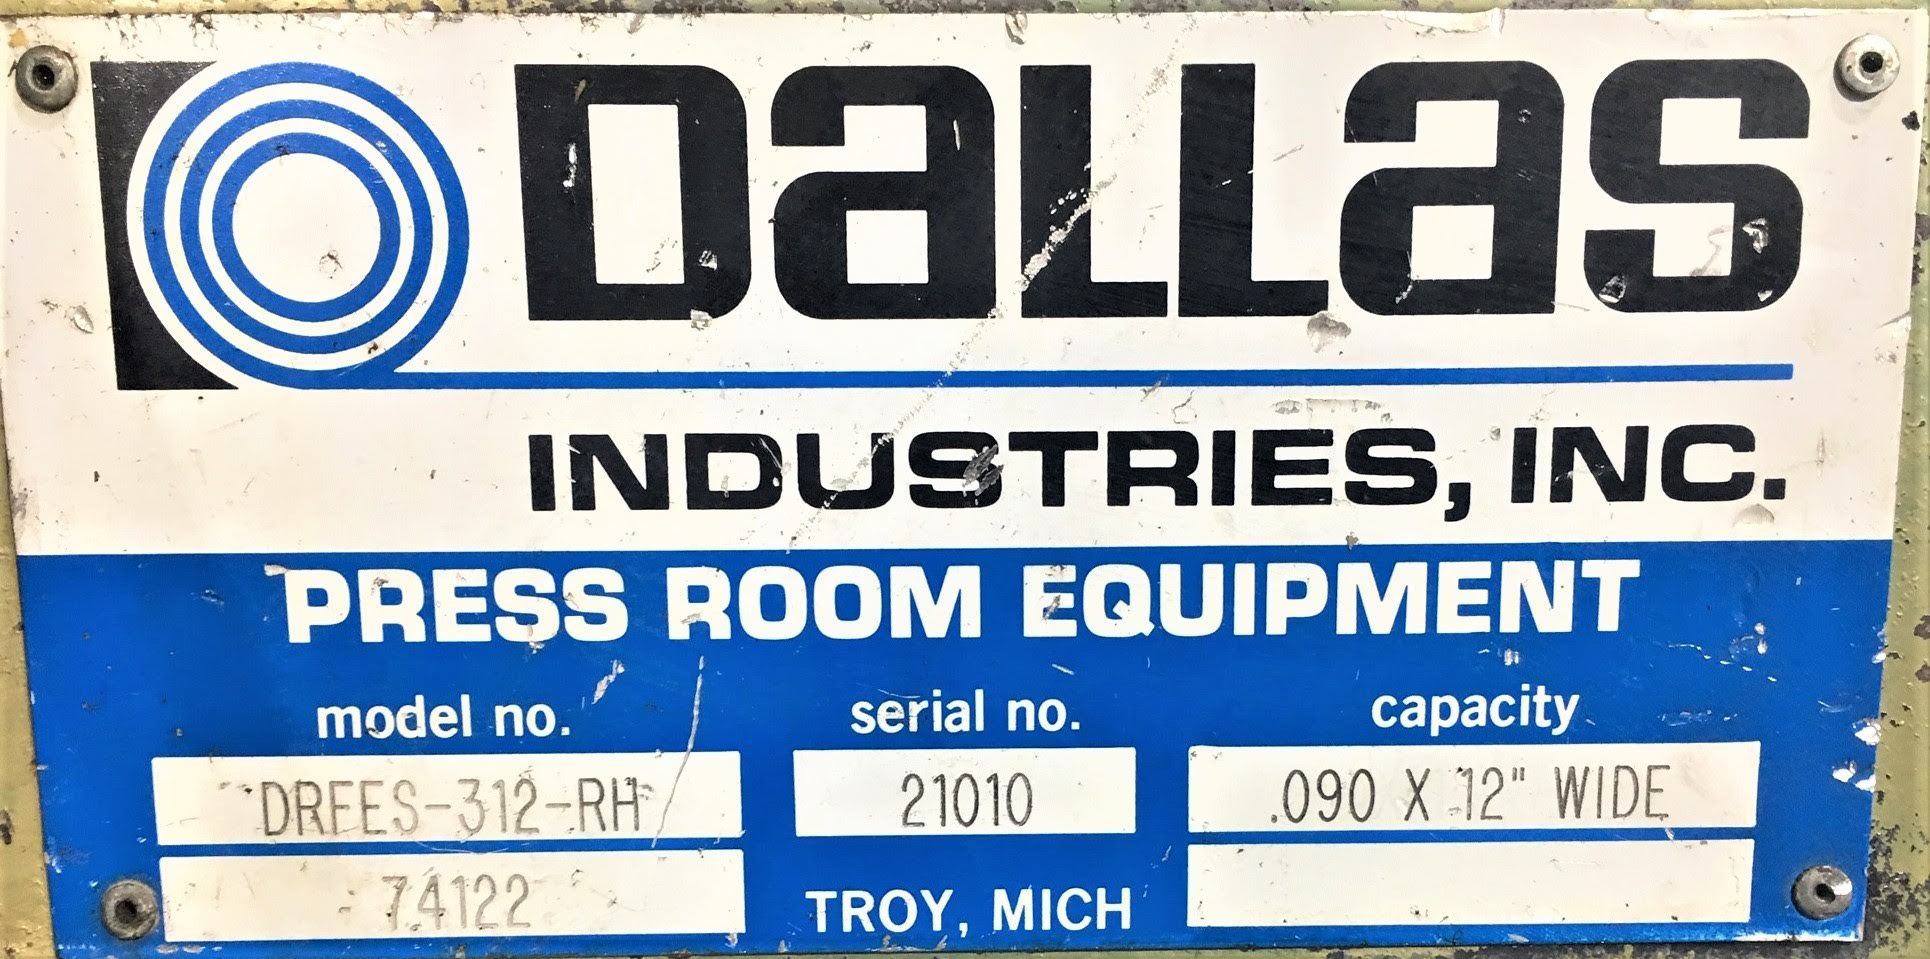 DaLLas
INDUSTRIES, INC.
PRESS ROOM EQUIPMENT
model no. serial no. capacity
DRFES-312-RH 21010 .090 X 12" WIDE
74122
TROY, MICH